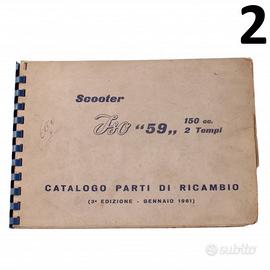 2
Scooter
Iso "59„ 150 cc.
2 Tempi
CATALOGO PARTI DI RICAMBIO
(3ª EDIZIONE - GENNAIO 1961)
subito